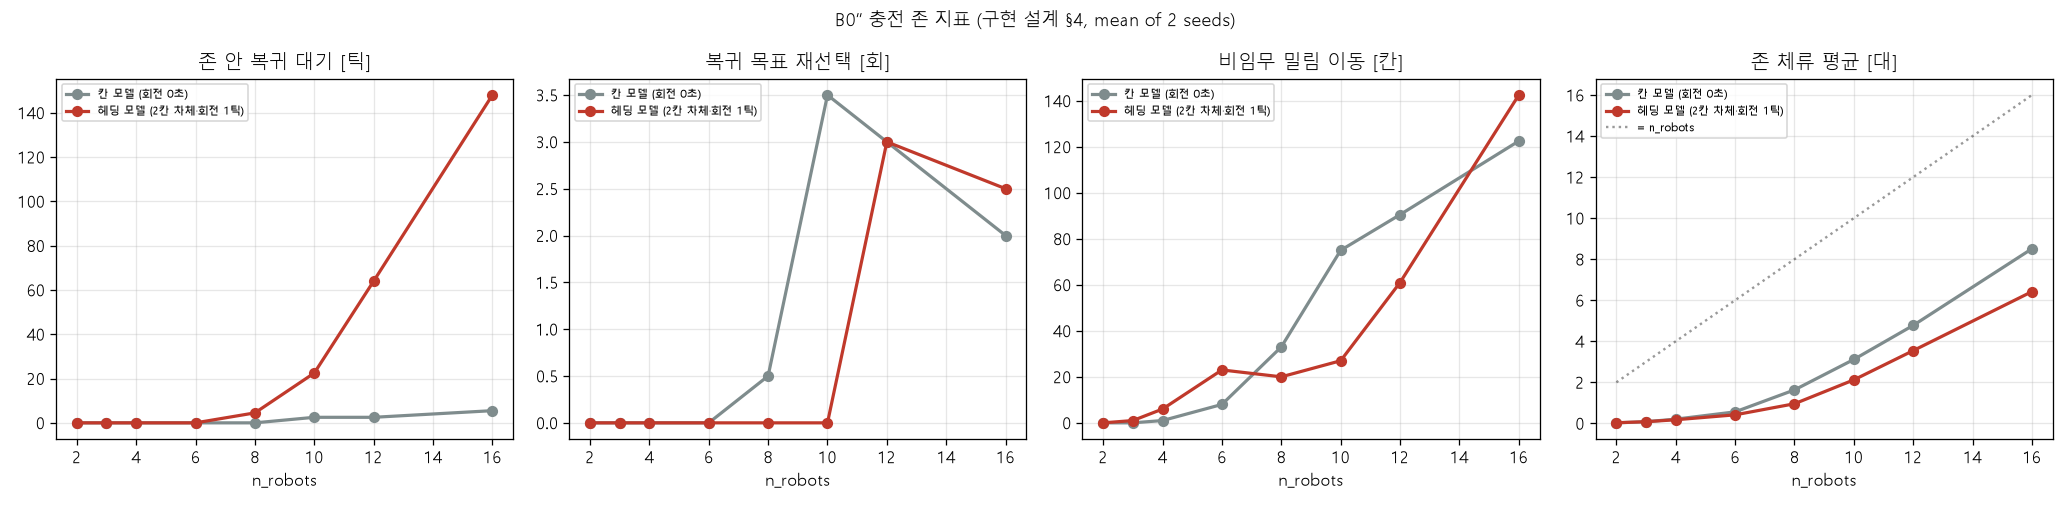 B0″ 충전 존 지표 (구현 설계 §4, mean of 2 seeds)
존 안 복귀 대기 [틱]
칸 모델 (회전 0초)
헤딩 모델 (2칸 차체·회전 1틱)
140
120
100
80
60
40
20
0
2 4 6 8 10 12 14 16
n_robots
복귀 목표 재선택 [회]
칸 모델 (회전 0초)
헤딩 모델 (2칸 차체·회전 1틱)
3.5
3.0
2.5
2.0
1.5
1.0
0.5
0.0
2 4 6 8 10 12 14 16
n_robots
비임무 밀림 이동 [칸]
칸 모델 (회전 0초)
헤딩 모델 (2칸 차체·회전 1틱)
140
120
100
80
60
40
20
0
2 4 6 8 10 12 14 16
n_robots
존 체류 평균 [대]
칸 모델 (회전 0초)
헤딩 모델 (2칸 차체·회전 1틱)
= n_robots
16
14
12
10
8
6
4
2
0
2 4 6 8 10 12 14 16
n_robots